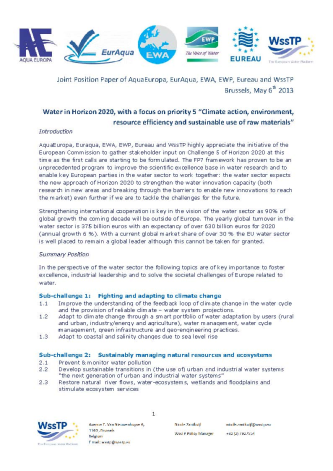 AQUA EUROPA
EurAqua
EWA
EWP
The Water of Europe
EUREAU
WssTP
Joint Position Paper of AquaEuropa, EurAqua, EWA, EWP, Eureau and WssTP
Brussels, May 6th 2013
Water in Horizon 2020, with a focus on priority 5 "Climate action, environment,
resource efficiency and sustainable use of raw materials"
Introduction
AquaEuropa, Euraqua, EWA, EWP, Eureau and WssTP highly appreciate the initiative of the
European Commission to gather stakeholder input on Challenge 5 of Horizon 2020 at this
time as the first calls are starting to be formulated. The FP7 framework has proven to be an
unprecedented program to improve the scientific excellence base in water research and to
enable key European parties in the water sector to work together: the water sector expects
the new approach of Horizon 2020 to strengthen the water innovation capacity (both
research in new areas and breaking through the barriers to enable new innovations to reach
the market) even further if we are to tackle the challenges for the future.
Strengthening international cooperation is key in the vision of the water sector as 90% of
global growth the coming decade will be outside of Europe. The yearly global turnover in the
water sector is 375 billion euros with an expectancy of over 630 billion euros for 2020
(annual growth 6 %). With a current global market share of over 30 % the EU water sector
is well placed to remain a global leader although this cannot be taken for granted.
Summary Position
In the perspective of the water sector the following topics are of key importance to foster
excellence, industrial leadership and to solve the societal challenges of Europe related to
water.
Sub-challenge 1: Fighting and adapting to climate change
1.1 Improve the understanding of the feedback loop of climate change in the water cycle
and the provision of reliable climate – water system projections.
1.2 Adapt to climate change through a smart portfolio of water adaptation by users (rural
and urban, industry/energy and agriculture), water management, water cycle
management, green infrastructure and geo-engineering practices.
1.3 Adapt to coastal and salinity changes due to sea level rise
Sub-challenge 2: Sustainably managing natural resources and ecosystems
2.1 Prevent & monitor water pollution
2.2 Develop sustainable transitions in (the use of) urban and industrial water systems
"the next generation of urban and industrial water systems"
2.3 Restore natural river flows, water-ecosystems, wetlands and floodplains and
stimulate ecosystem services
1
WssTP
Belgium